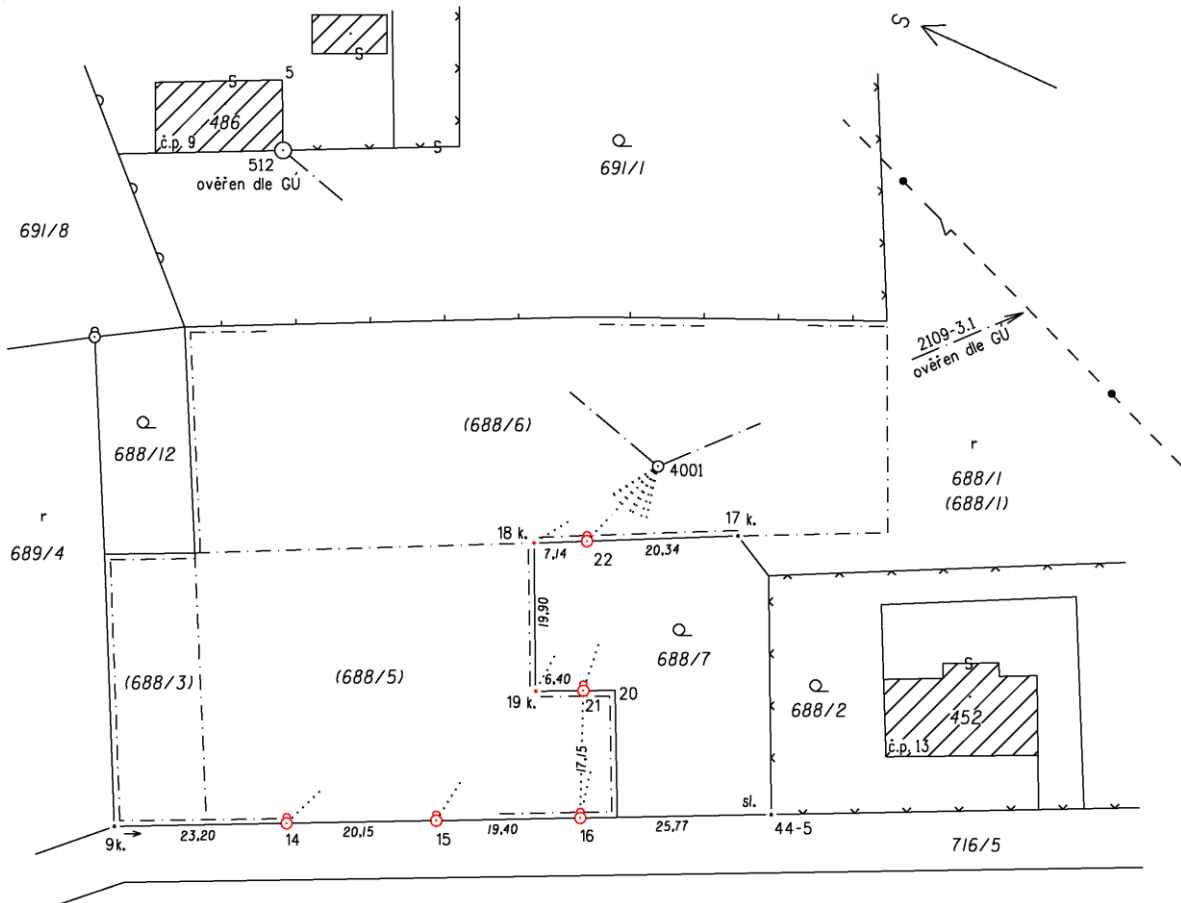 S
S
S
5
486
č.p. 9
S
512
ověřen dle GÚ
691/1
691/8
2109-3.1
ověřen dle GÚ
(688/6)
688/12
4001
r
688/1
(688/1)
r
689/4
18 k.
17 k.
7,14
22
20,34
19,90
688/7
(688/3)
(688/5)
6,40
19 k.
21
20
688/2
S
452
č.p. 13
17,15
sl.
23,20
20,15
19,40
25,77
9k.
14
15
16
44-5
716/5